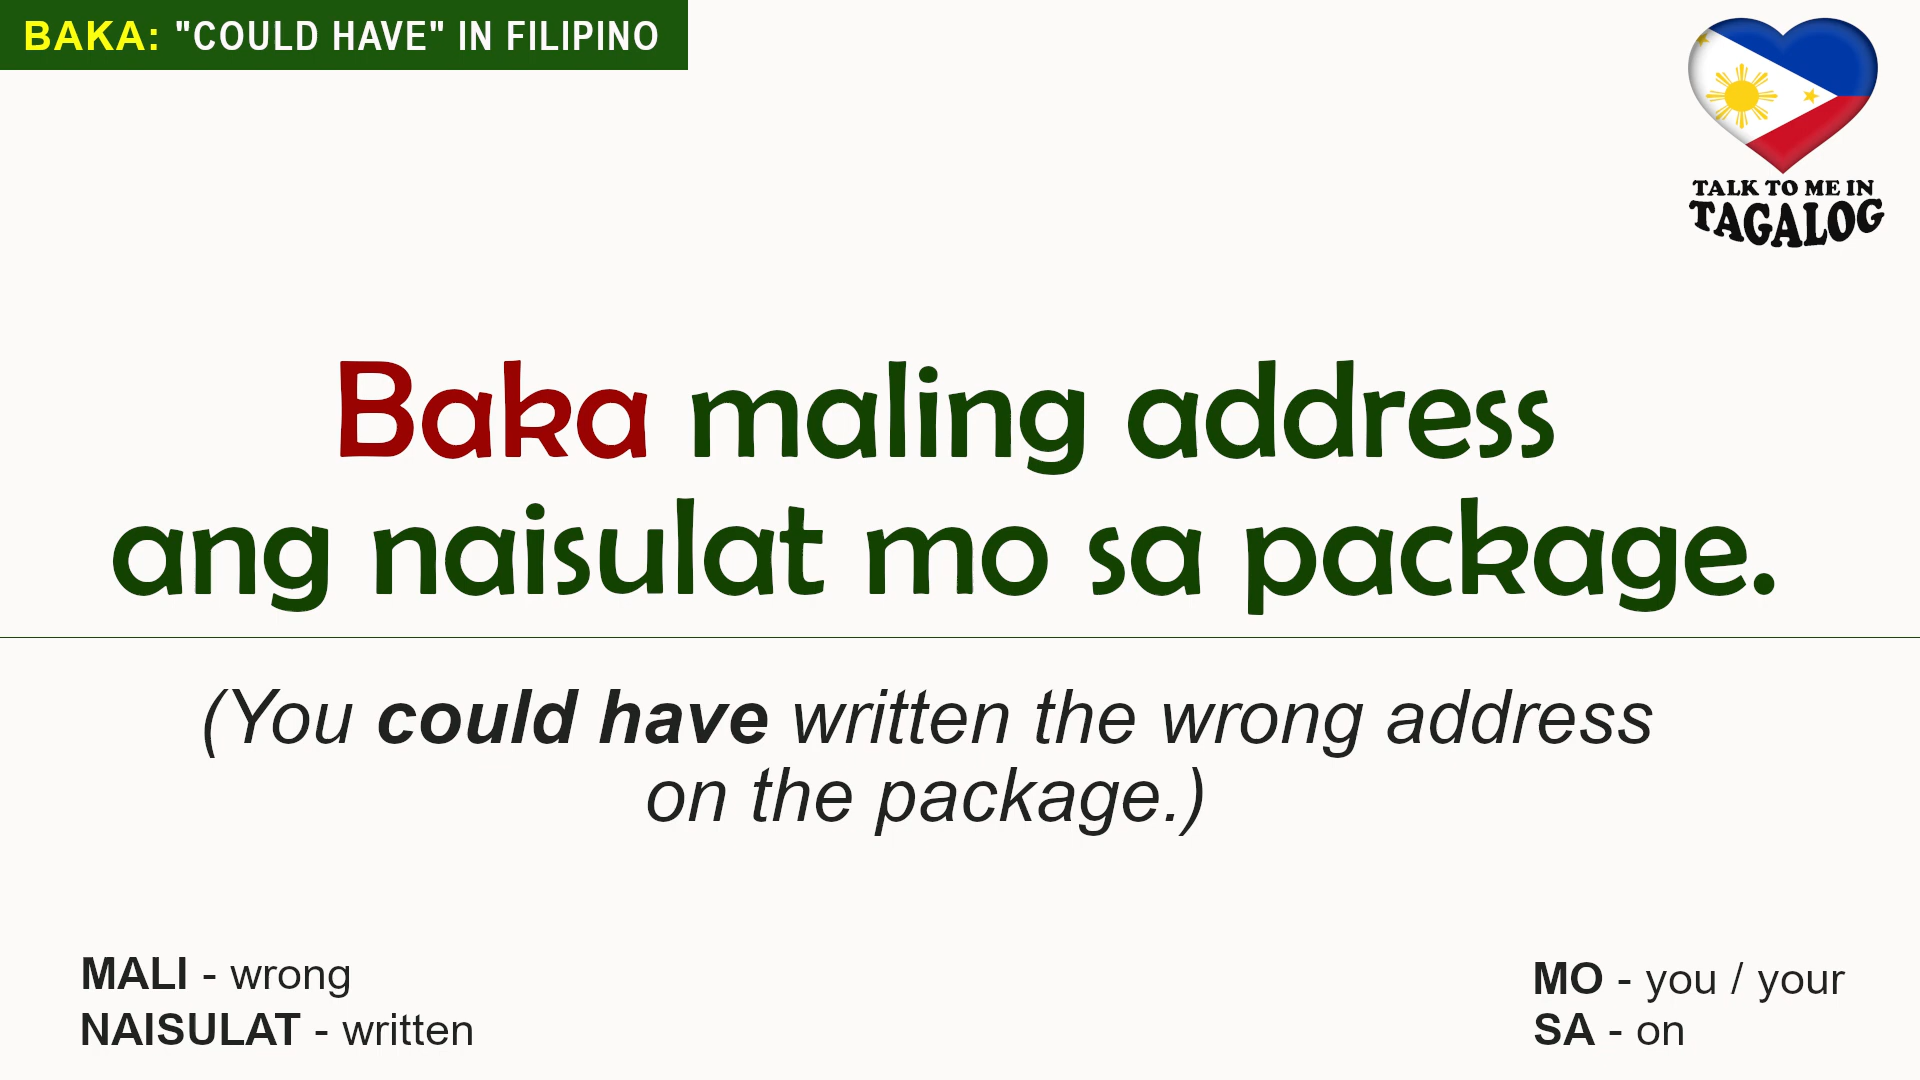 BAKA: "COULD HAVE" IN FILIPINO
TALK TO ME IN
TAGALOG
Baka maling address
ang naisulat mo sa package.
(You could have written the wrong address
on the package.)
MALI - wrong
NAISULAT - written
MO - you / your
SA - on